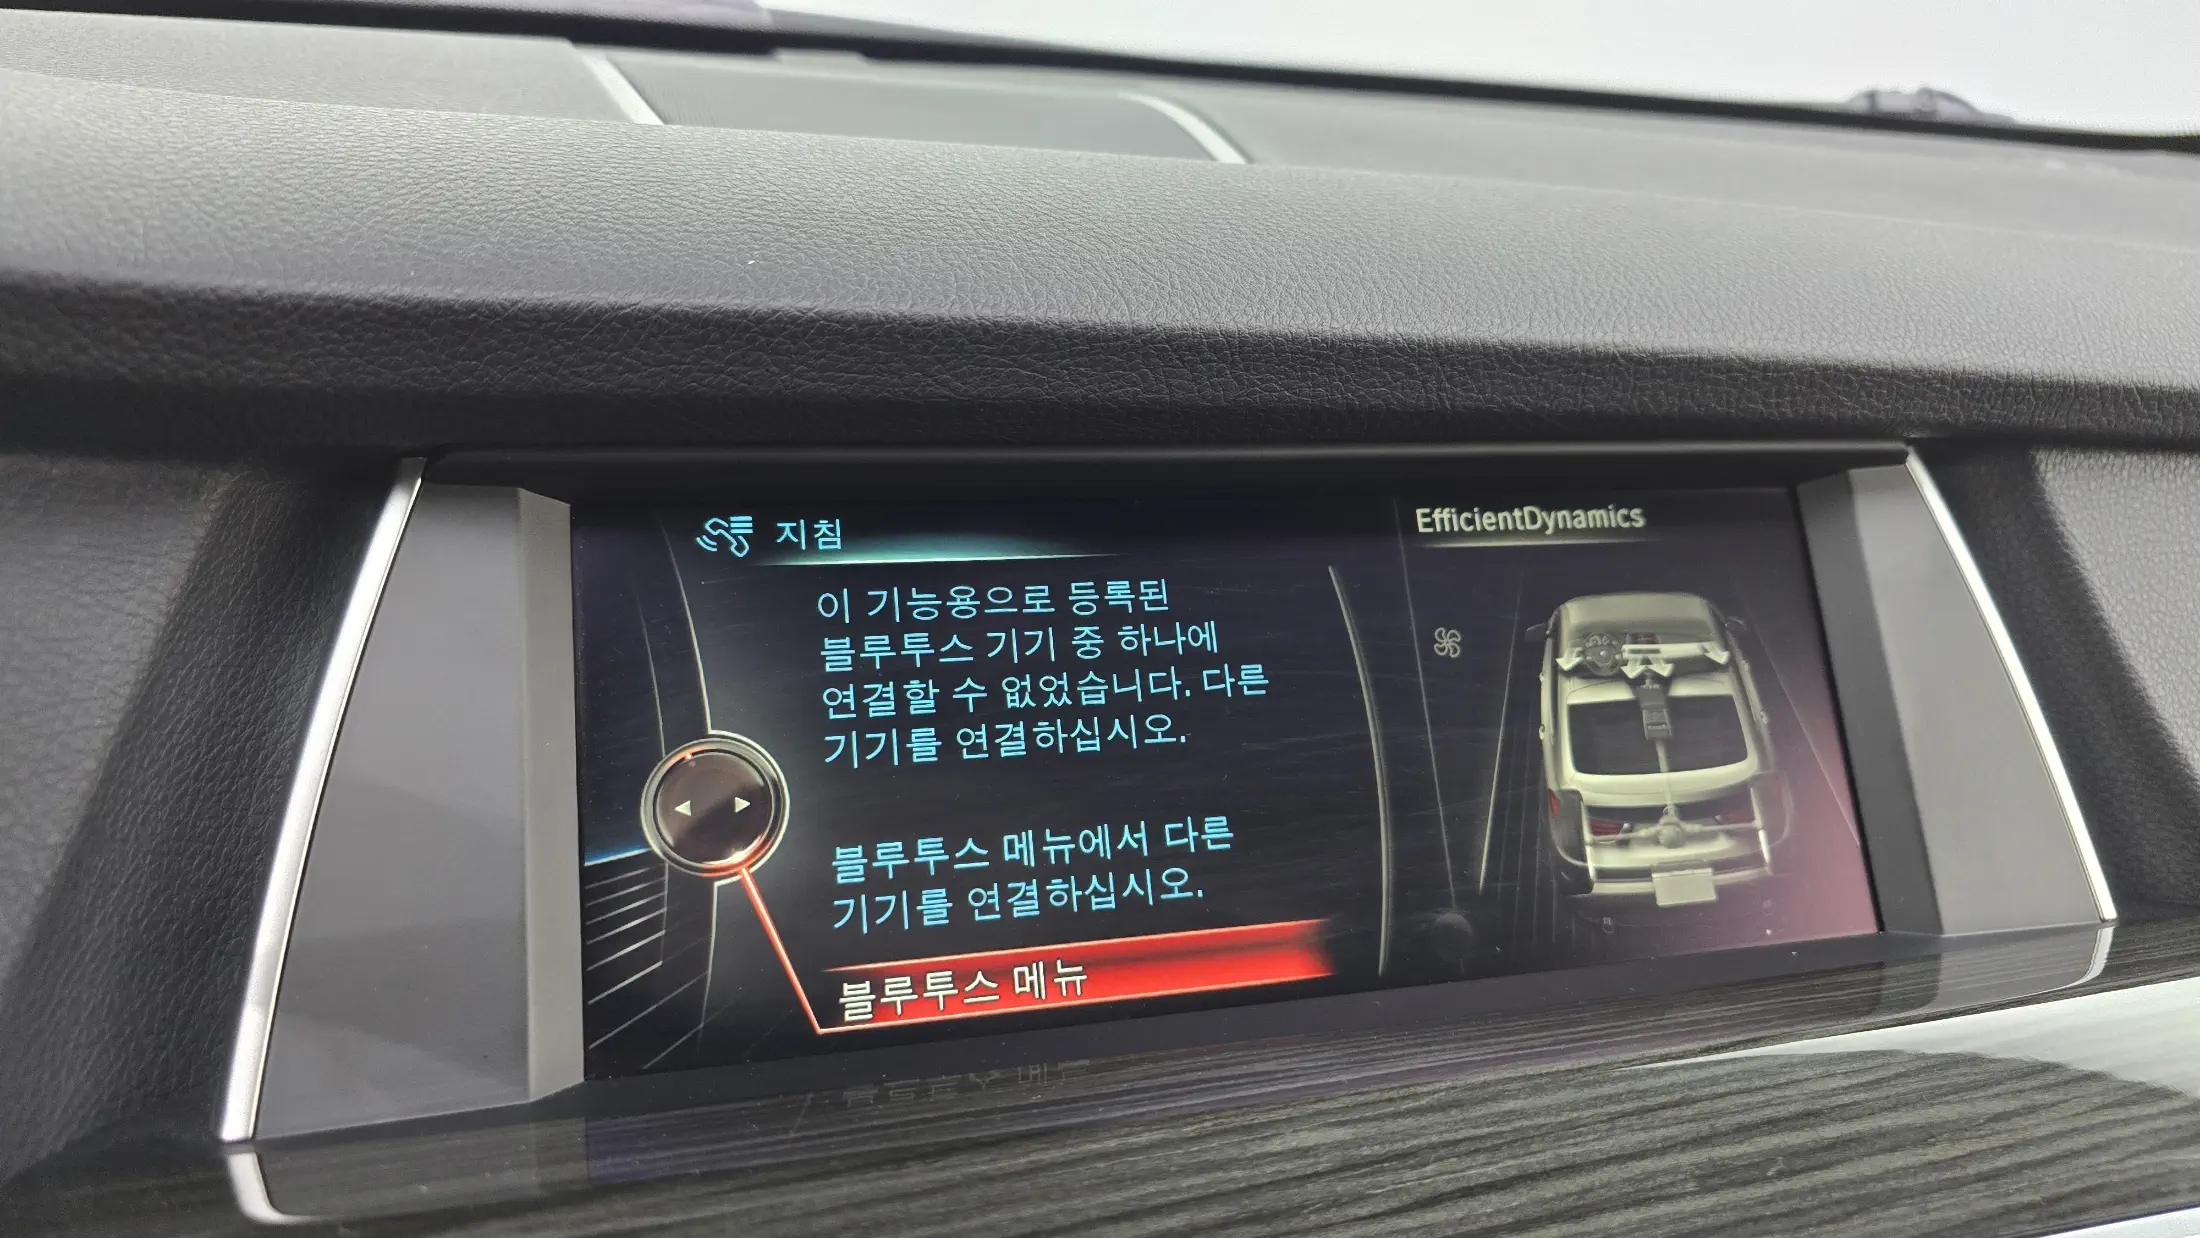 지침
이 기능용으로 등록된
블루투스 기기 중 하나에
연결할 수 없었습니다. 다른
기기를 연결하십시오.
블루투스 메뉴에서 다른
기기를 연결하십시오.
블루투스 메뉴
EfficientDynamics